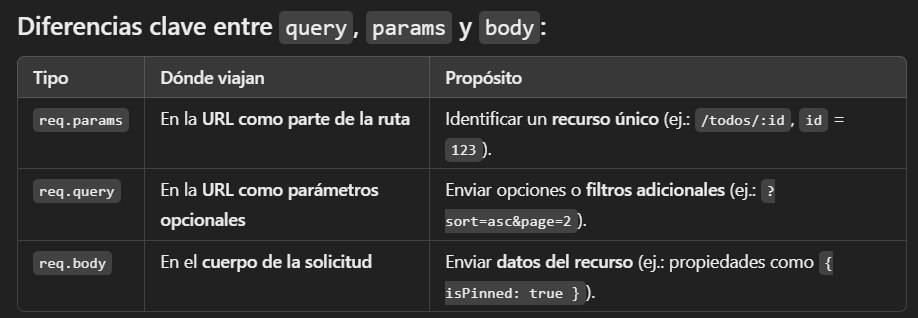 Diferencias clave entre query, params y body:
Tipo Dónde viajan Propósito
req.params En la URL como parte de la ruta Identificar un recurso único (ej.: /todos/:id, id =
123).
req.query En la URL como parámetros Enviar opciones o filtros adicionales (ej.: ?
opcionales sort=asc&page=2).
req.body En el cuerpo de la solicitud Enviar datos del recurso (ej.: propiedades como {
isPinned: true }).